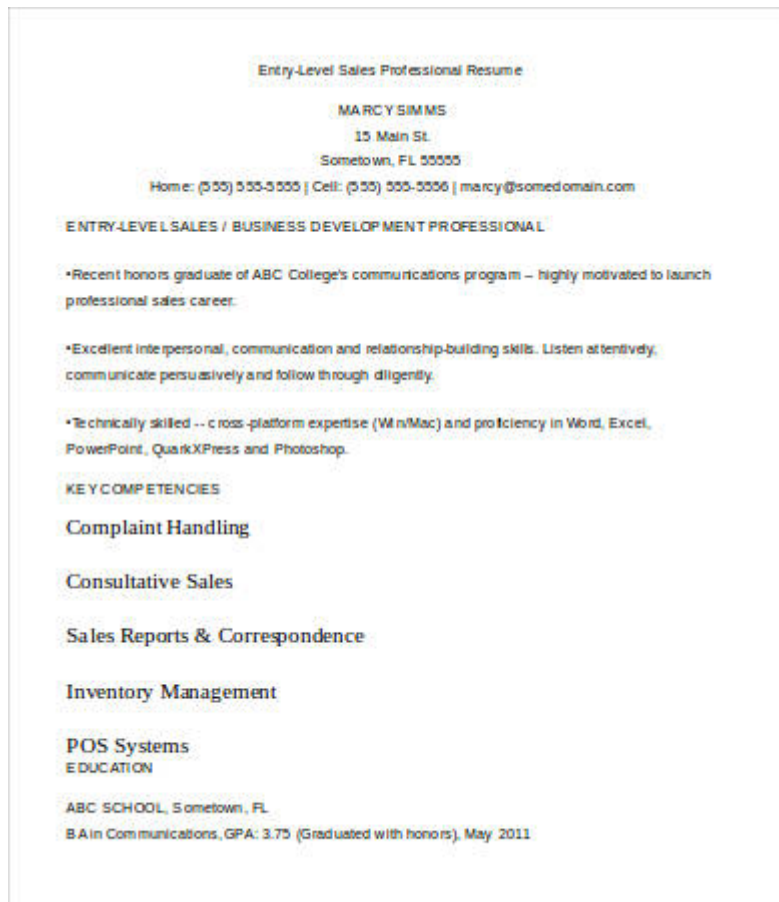 Entry-Level Sales Professional Resume
MARCY SIMMS
15 Main St.
Sometown, FL 55555
Home: (555) 555-5555 | Cell: (555) 555-5556 | marcy@somedomain.com
ENTRY-LEVEL SALES / BUSINESS DEVELOPMENT PROFESSIONAL
•Recent honors graduate of ABC College's communications program – highly motivated to launch
professional sales career.
•Excellent interpersonal, communication and relationship-building skills. Listen attentively,
communicate persuasively and follow through diligently.
•Technically skilled -- cross-platform expertise (Win/Mac) and proficiency in Word, Excel,
PowerPoint, QuarkXPress and Photoshop.
KEY COMPETENCIES
Complaint Handling
Consultative Sales
Sales Reports & Correspondence
Inventory Management
POS Systems
EDUCATION
ABC SCHOOL, Sometown, FL
BA in Communications, GPA: 3.75 (Graduated with honors), May 2011